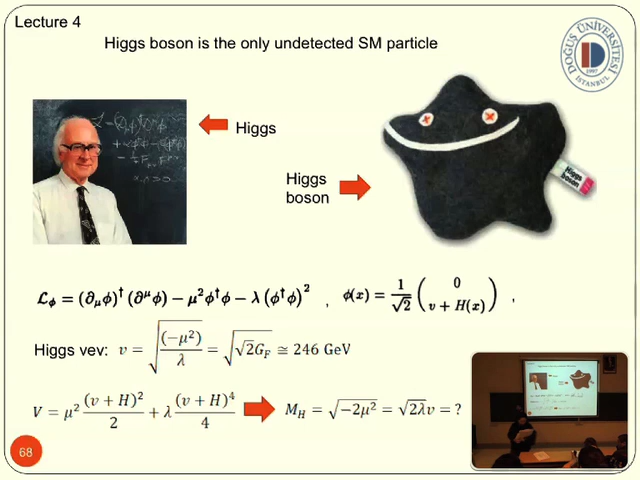 Lecture 4
Higgs boson is the only undetected SM particle
DOĞUŞ ÜNİVERSİTESİ
1997
İSTANBUL
Higgs
Higgs boson
Higgs boson
ℒ_ϕ = (∂_μϕ)^† (∂^μϕ) − μ²ϕ^†ϕ − λ (ϕ^†ϕ)² , ϕ(x) = 1/√2 ( 0 v + H(x) ) ,
Higgs vev: v = √((−μ²)/λ) = √(√2G_F) ≅ 246 GeV
V = μ² (v + H)²/2 + λ (v + H)⁴/4 M_H = √(−2μ²) = √(2λ)v = ?
68